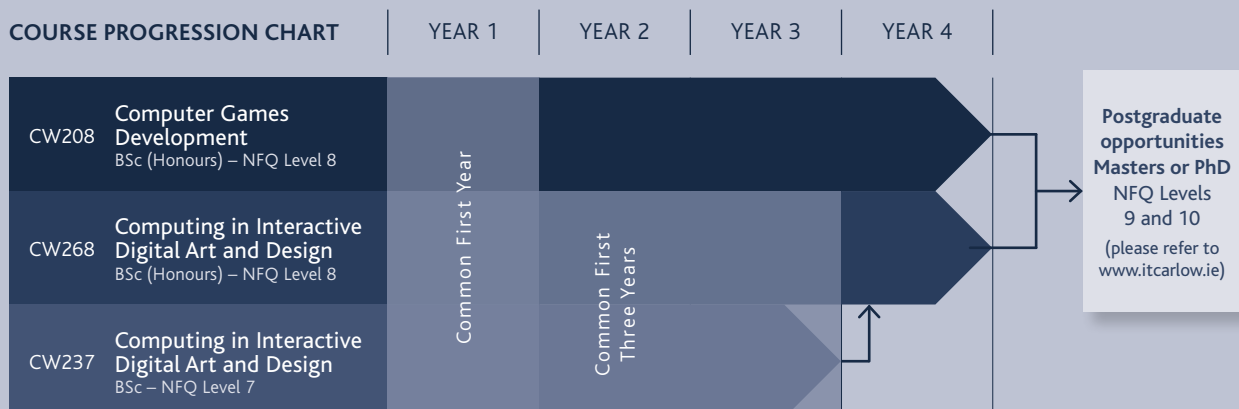 COURSE PROGRESSION CHART
YEAR 1
YEAR 2
YEAR 3
YEAR 4
CW208
Computer Games
Development
BSc (Honours) – NFQ Level 8
CW268
Computing in Interactive
Digital Art and Design
BSc (Honours) – NFQ Level 8
CW237
Computing in Interactive
Digital Art and Design
BSc – NFQ Level 7
Common First Year
Common First
Three Years
Postgraduate
opportunities
Masters or PhD
NFQ Levels
9 and 10
(please refer to
www.itcarlow.ie)